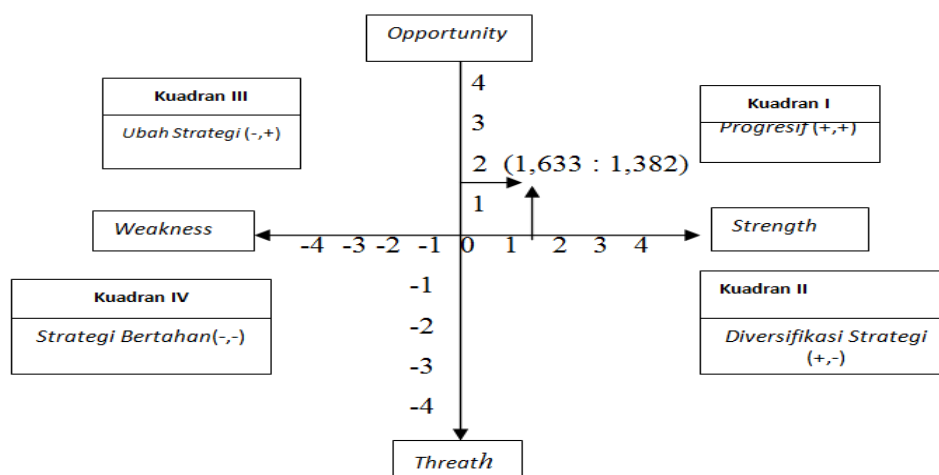 Opportunity
Kuadran III
Ubah Strategi (-,+)
Kuadran I
Progresif (+,+)
4
3
2 (1,633 : 1,382)
1
Weakness
-4 -3 -2 -1 0 1 2 3 4
Strength
-1
-2
-3
-4
Kuadran IV
Strategi Bertahan(-,-)
Kuadran II
Diversifikasi Strategi
(+,-)
Threath